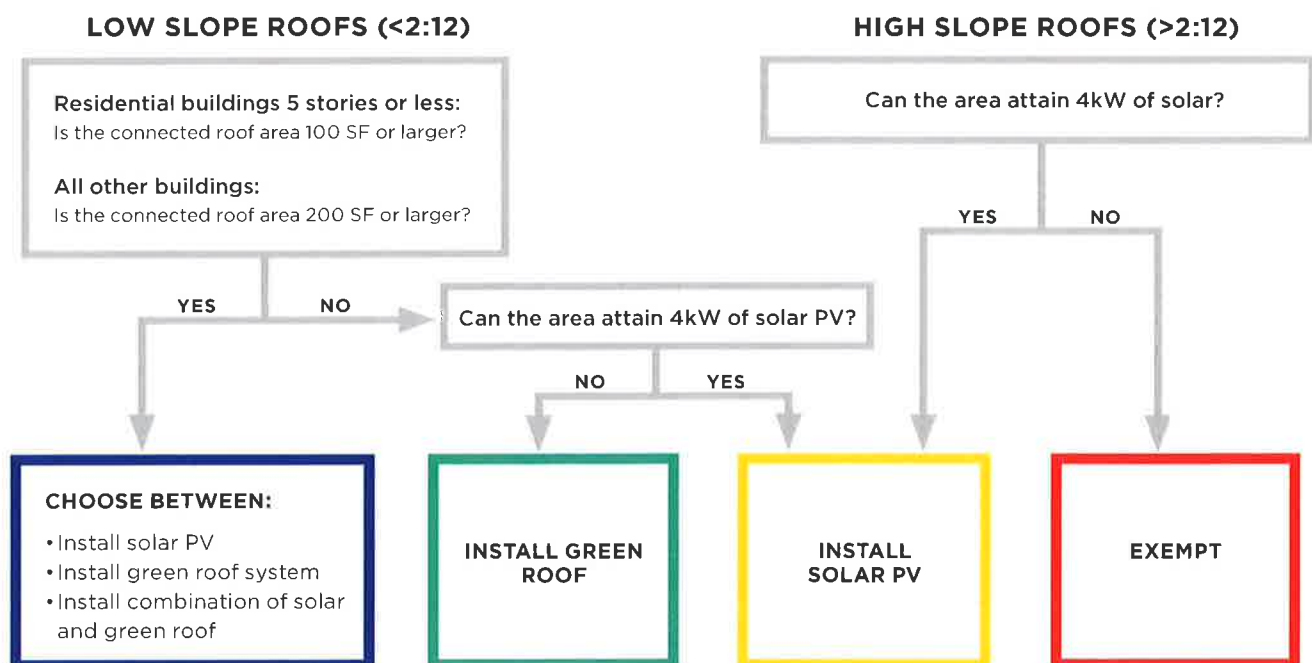 LOW SLOPE ROOFS (<2:12)
Residential buildings 5 stories or less:
Is the connected roof area 100 SF or larger?
All other buildings:
Is the connected roof area 200 SF or larger?
YES
NO
Can the area attain 4kW of solar PV?
NO
YES
HIGH SLOPE ROOFS (>2:12)
Can the area attain 4kW of solar?
YES
NO
CHOOSE BETWEEN:
• Install solar PV
• Install green roof system
• Install combination of solar
and green roof
INSTALL GREEN
ROOF
INSTALL
SOLAR PV
EXEMPT